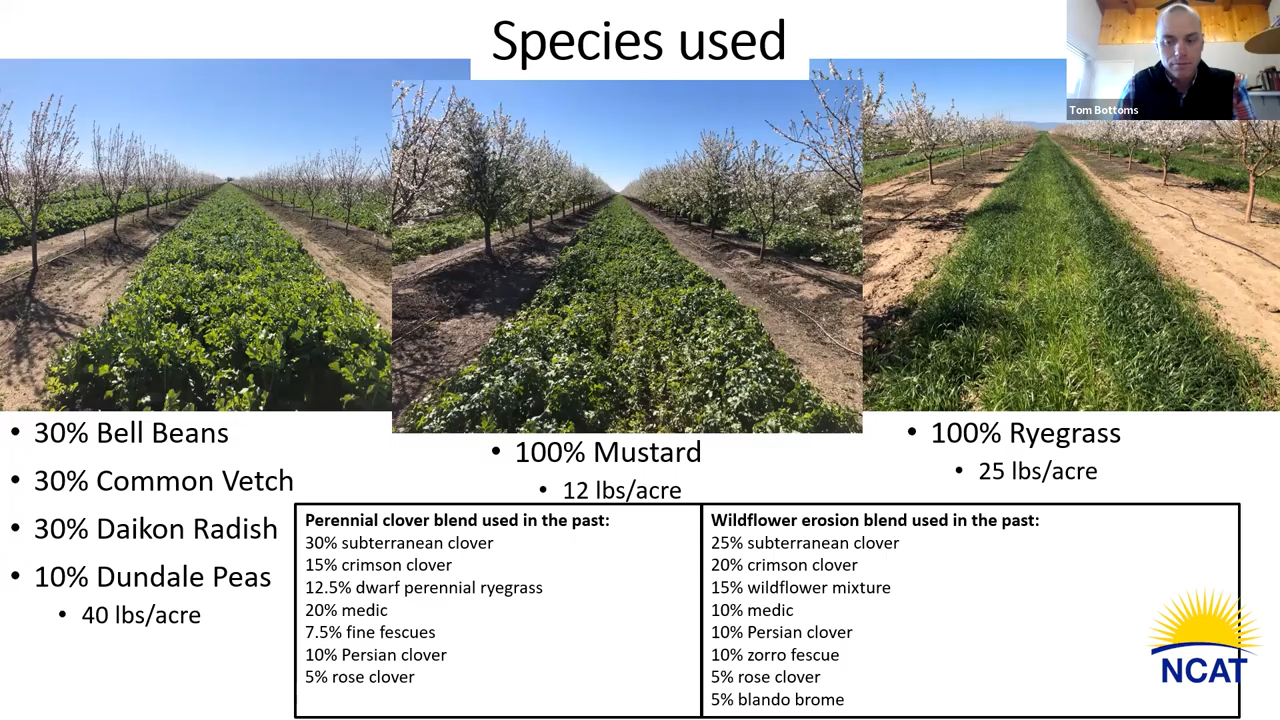 Species used
Tom Bottoms
• 30% Bell Beans
• 30% Common Vetch
• 30% Daikon Radish
• 10% Dundale Peas
• 40 lbs/acre
• 100% Mustard
• 12 lbs/acre
• 100% Ryegrass
• 25 lbs/acre
Perennial clover blend used in the past:
30% subterranean clover
15% crimson clover
12.5% dwarf perennial ryegrass
20% medic
7.5% fine fescues
10% Persian clover
5% rose clover
Wildflower erosion blend used in the past:
25% subterranean clover
20% crimson clover
15% wildflower mixture
10% medic
10% Persian clover
10% zorro fescue
5% rose clover
5% blando brome
NCAT